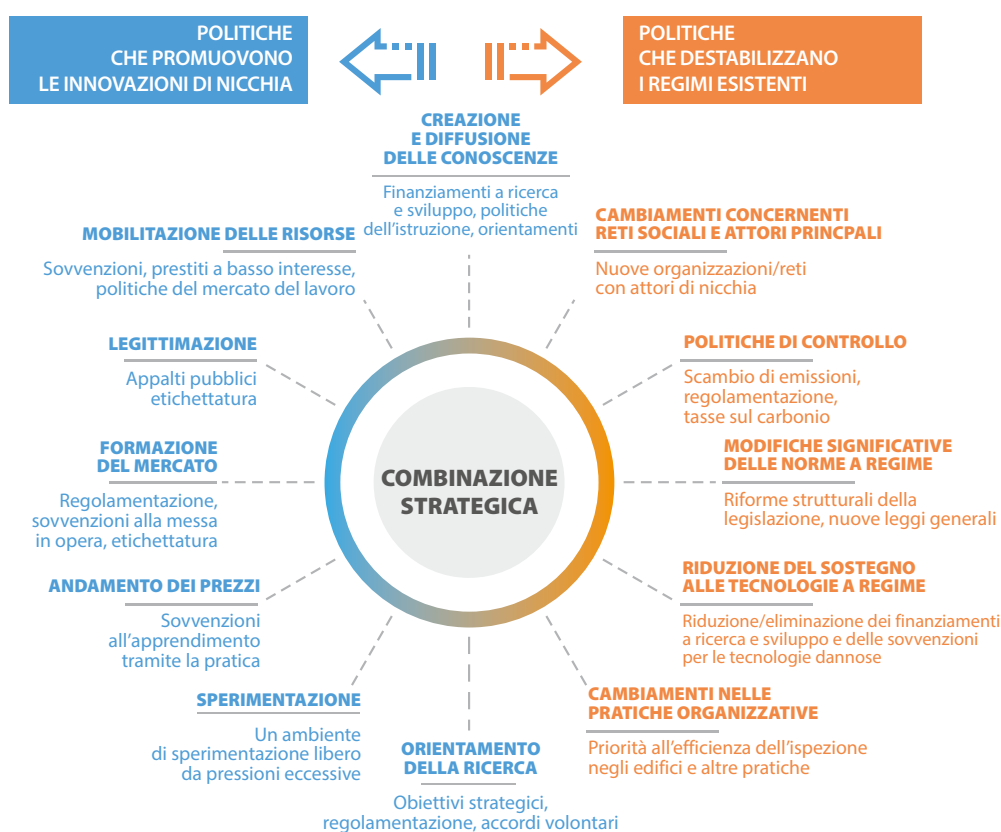 POLITICHE
CHE PROMUOVONO
LE INNOVAZIONI DI NICCHIA
POLITICHE
CHE DESTABILIZZANO
I REGIMI ESISTENTI
CREAZIONE
E DIFFUSIONE
DELLE CONOSCENZE
Finanziamenti a ricerca
e sviluppo, politiche
dell'istruzione, orientamenti
MOBILITAZIONE DELLE RISORSE
Sovvenzioni, prestiti a basso interesse,
politiche del mercato del lavoro
CAMBIAMENTI CONCERNENTI
RETI SOCIALI E ATTORI PRINCPALI
Nuove organizzazioni/reti
con attori di nicchia
LEGITTIMAZIONE
Appalti pubblici
etichettatura
POLITICHE DI CONTROLLO
Scambio di emissioni,
regolamentazione,
tasse sul carbonio
FORMAZIONE
DEL MERCATO
Regolamentazione,
sovvenzioni alla messa
in opera, etichettatura
COMBINAZIONE
STRATEGICA
MODIFICHE SIGNIFICATIVE
DELLE NORME A REGIME
Riforme strutturali della
legislazione, nuove leggi generali
ANDAMENTO DEI PREZZI
Sovvenzioni
all'apprendimento
tramite la pratica
RIDUZIONE DEL SOSTEGNO
ALLE TECNOLOGIE A REGIME
Riduzione/eliminazione dei finanziamenti
a ricerca e sviluppo e delle sovvenzioni
per le tecnologie dannose
SPERIMENTAZIONE
Un ambiente
di sperimentazione libero
da pressioni eccessive
CAMBIAMENTI NELLE
PRATICHE ORGANIZZATIVE
Priorità all'efficienza dell'ispezione
negli edifici e altre pratiche
ORIENTAMENTO
DELLA RICERCA
Obiettivi strategici,
regolamentazione, accordi volontari